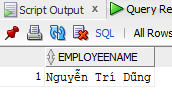 Script Output × Query Re
SQL | All Rows
EMPLOYEENAME
1 Nguyễn Trí Dũng